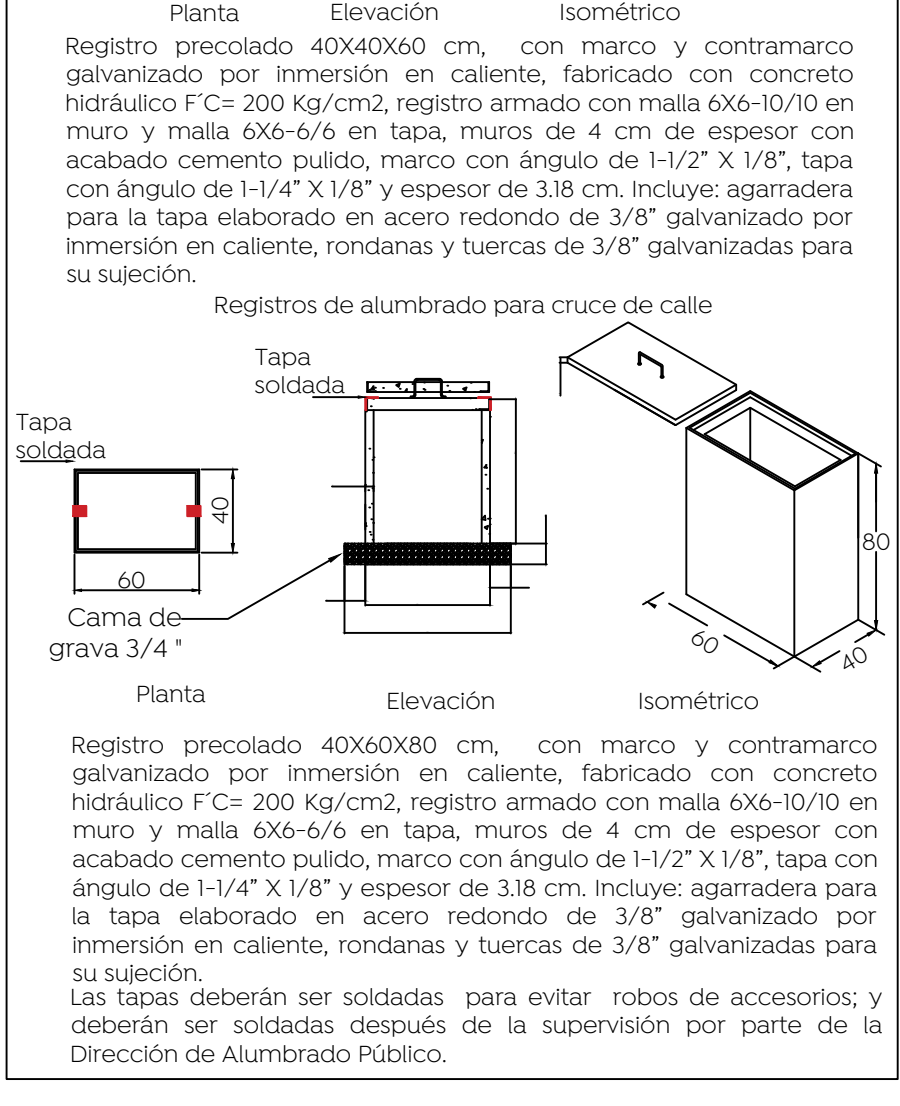 Planta Elevación Isométrico
Registro precolado 40X40X60 cm, con marco y contramarco
galvanizado por inmersión en caliente, fabricado con concreto
hidráulico F´C= 200 Kg/cm2, registro armado con malla 6X6-10/10 en
muro y malla 6X6-6/6 en tapa, muros de 4 cm de espesor con
acabado cemento pulido, marco con ángulo de 1-1/2” X 1/8”, tapa
con ángulo de 1-1/4” X 1/8” y espesor de 3.18 cm. Incluye: agarradera
para la tapa elaborado en acero redondo de 3/8” galvanizado por
inmersión en caliente, rondanas y tuercas de 3/8” galvanizadas para
su sujeción.
Registros de alumbrado para cruce de calle
Tapa
soldada
Tapa
soldada
40
60
80
60
40
Cama de
grava 3/4 "
Planta Elevación Isométrico
Registro precolado 40X60X80 cm, con marco y contramarco
galvanizado por inmersión en caliente, fabricado con concreto
hidráulico F´C= 200 Kg/cm2, registro armado con malla 6X6-10/10 en
muro y malla 6X6-6/6 en tapa, muros de 4 cm de espesor con
acabado cemento pulido, marco con ángulo de 1-1/2” X 1/8”, tapa con
ángulo de 1-1/4” X 1/8” y espesor de 3.18 cm. Incluye: agarradera para
la tapa elaborado en acero redondo de 3/8” galvanizado por
inmersión en caliente, rondanas y tuercas de 3/8” galvanizadas para
su sujeción.
Las tapas deberán ser soldadas para evitar robos de accesorios; y
deberán ser soldadas después de la supervisión por parte de la
Dirección de Alumbrado Público.